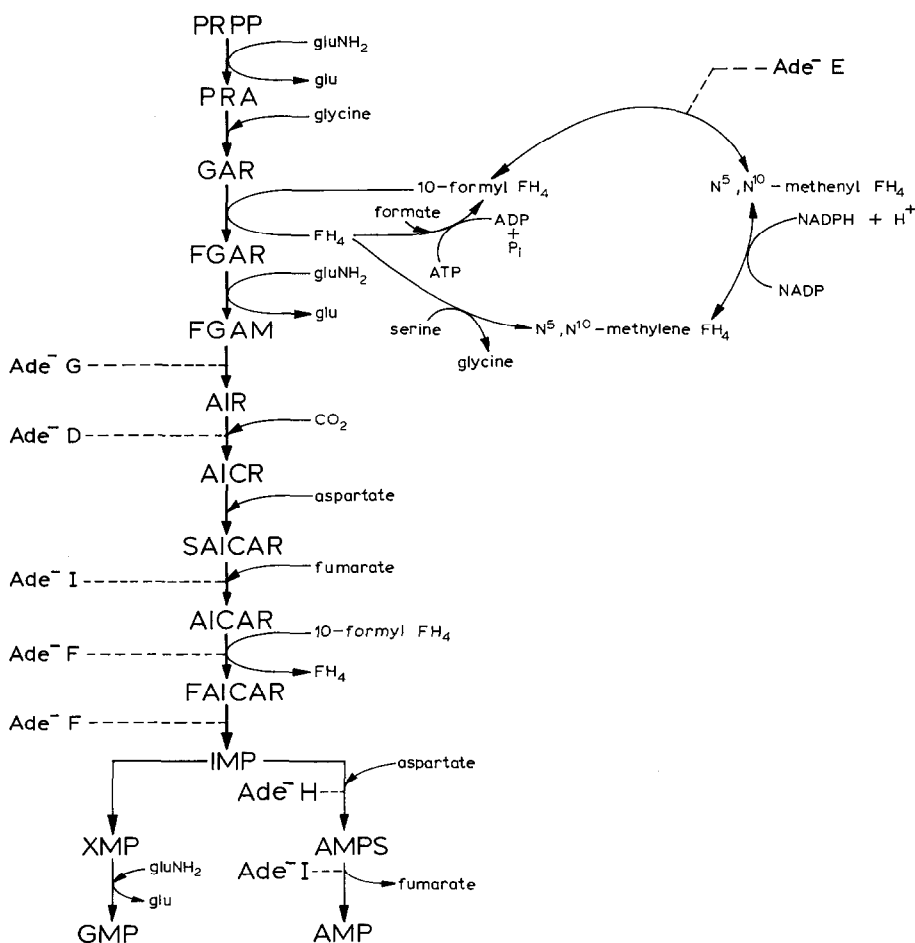 PRPP
gluNH₂
glu
PRA
glycine
GAR
10-formyl FH₄
formate
ADP
+
Pᵢ
FH₄
ATP
FGAR
gluNH₂
glu
FGAM
serine
glycine
N⁵,N¹⁰-methylene FH₄
Ade⁻ E
N⁵,N¹⁰-methenyl FH₄
NADPH + H⁺
NADP
Ade⁻ G
AIR
CO₂
Ade⁻ D
AICR
aspartate
SAICAR
Ade⁻ I
fumarate
AICAR
10-formyl FH₄
Ade⁻ F
FH₄
FAICAR
Ade⁻ F
IMP
aspartate
Ade⁻ H
XMP
AMPS
gluNH₂
glu
Ade⁻ I
fumarate
GMP
AMP